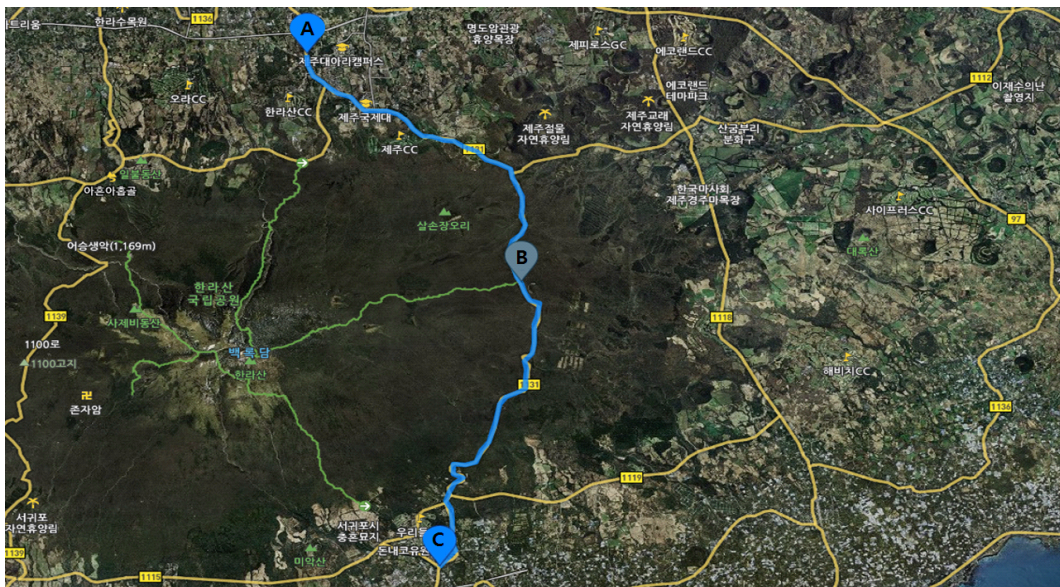 한라수목원
1136
A
제주대아라캠퍼스
명도암관광
휴양목장
제피로스GC
에코랜드CC
에코랜드
테마파크
1112
이재수의난
촬영지
오라CC
한라산CC
제주국제대
제주CC
1131
제주절물
자연휴양림
제주교래
자연휴양림
산굼부리
분화구
아흔아홉골
한국마사회
제주경주마목장
사이프러스CC
97
살손장오리
대록산
어승생악(1,169m)
B
한라산
국립공원
1139
사제비동산
1118
1100로
1100고지
백록담
한라산
해비치CC
1131
존자암
1136
1119
서귀포
자연휴양림
서귀포시
충혼묘지
C
돈대코유원
미악산
1139
1115